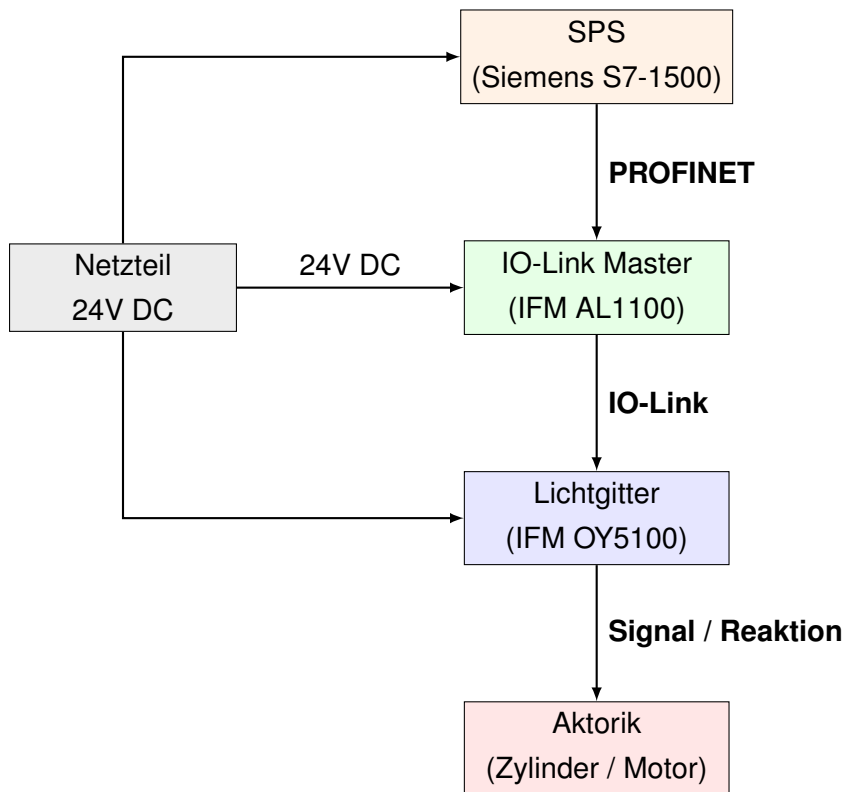 SPS
(Siemens S7-1500)
PROFINET
Netzteil
24V DC
24V DC
IO-Link Master
(IFM AL1100)
IO-Link
Lichtgitter
(IFM OY5100)
Signal / Reaktion
Aktorik
(Zylinder / Motor)